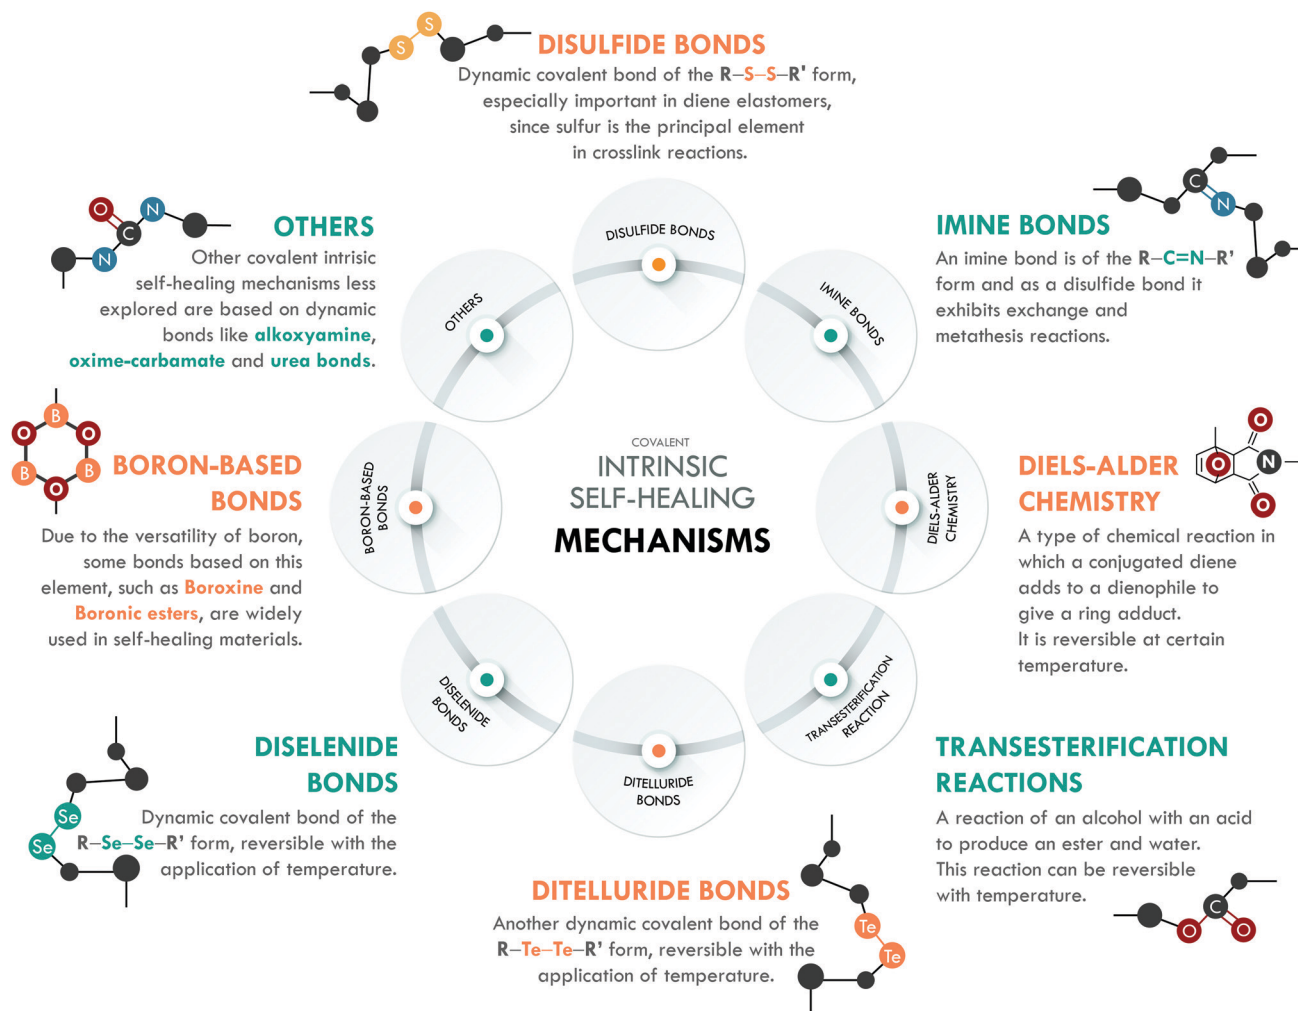 DISULFIDE BONDS
Dynamic covalent bond of the R–S–S–R' form,
especially important in diene elastomers,
since sulfur is the principal element
in crosslink reactions.
S
S
OTHERS
Other covalent intrisic
self-healing mechanisms less
explored are based on dynamic
bonds like alkoxyamine,
oxime-carbamate and urea bonds.
O
N
C
N
IMINE BONDS
An imine bond is of the R–C=N–R'
form and as a disulfide bond it
exhibits exchange and
metathesis reactions.
C
N
DISULFIDE BONDS
OTHERS
IMINE BONDS
BORON-BASED
BONDS
DIELS-ALDER
CHEMISTRY
DISELENIDE
BONDS
TRANSESTERIFICATION
REACTION
DITELLURIDE
BONDS
COVALENT
INTRINSIC
SELF-HEALING
MECHANISMS
B
O
O
B
B
O
BORON-BASED
BONDS
Due to the versatility of boron,
some bonds based on this
element, such as Boroxine and
Boronic esters, are widely
used in self-healing materials.
DIELS-ALDER
CHEMISTRY
A type of chemical reaction in
which a conjugated diene
adds to a dienophile to
give a ring adduct.
It is reversible at certain
temperature.
O
O
N
O
DISELENIDE
BONDS
Dynamic covalent bond of the
R–Se–Se–R' form, reversible with the
application of temperature.
Se
Se
DITELLURIDE BONDS
Another dynamic covalent bond of the
R–Te–Te–R' form, reversible with the
application of temperature.
Te
Te
TRANSESTERIFICATION
REACTIONS
A reaction of an alcohol with an acid
to produce an ester and water.
This reaction can be reversible
with temperature.
C
O
O